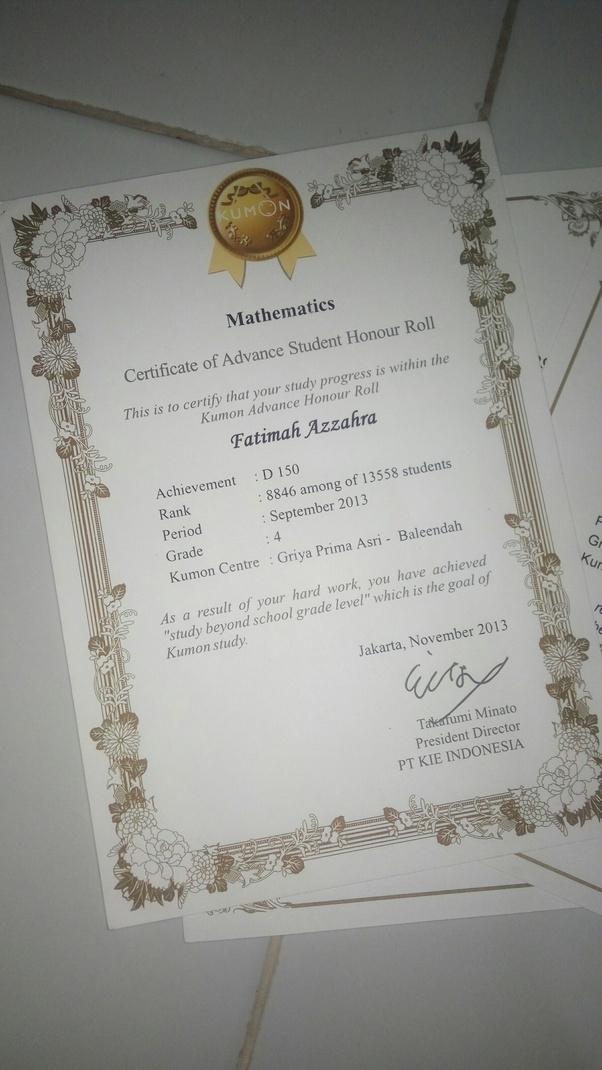 KUMON
Mathematics
Certificate of Advance Student Honour Roll
This is to certify that your study progress is within the
Kumon Advance Honour Roll
Fatimah Azzahra
Achievement : D 150
Rank : 8846 among of 13558 students
Period : September 2013
Grade : 4
Kumon Centre : Griya Prima Asri - Baleendah
As a result of your hard work, you have achieved
"study beyond school grade level" which is the goal of
Kumon study.
Jakarta, November 2013
Takafumi Minato
President Director
PT KIE INDONESIA